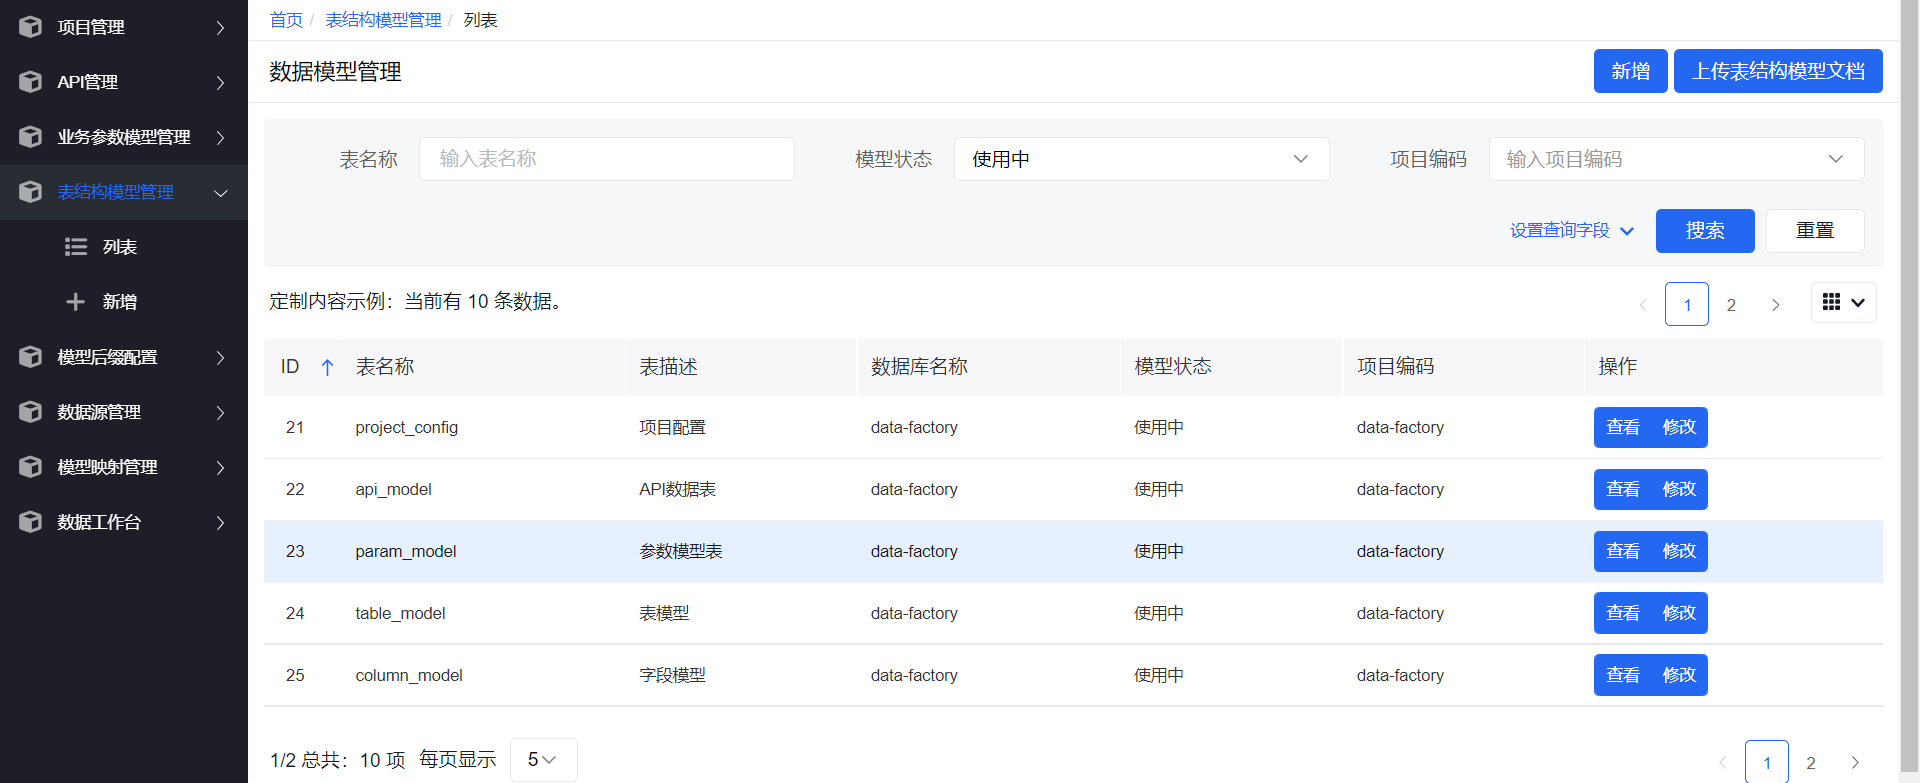 项目管理
API管理
业务参数模型管理
表结构模型管理
列表
新增
模型后缀配置
数据源管理
模型映射管理
数据工作台
首页 / 表结构模型管理 / 列表
数据模型管理
新增 上传表结构模型文档
表名称 输入表名称 模型状态 使用中 项目编码 输入项目编码
设置查询字段 搜索 重置
定制内容示例：当前有 10 条数据。
1 2
ID 表名称 表描述 数据库名称 模型状态 项目编码 操作
21 project_config 项目配置 data-factory 使用中 data-factory 查看 修改
22 api_model API数据表 data-factory 使用中 data-factory 查看 修改
23 param_model 参数模型表 data-factory 使用中 data-factory 查看 修改
24 table_model 表模型 data-factory 使用中 data-factory 查看 修改
25 column_model 字段模型 data-factory 使用中 data-factory 查看 修改
1/2 总共：10 项 每页显示 5
1 2